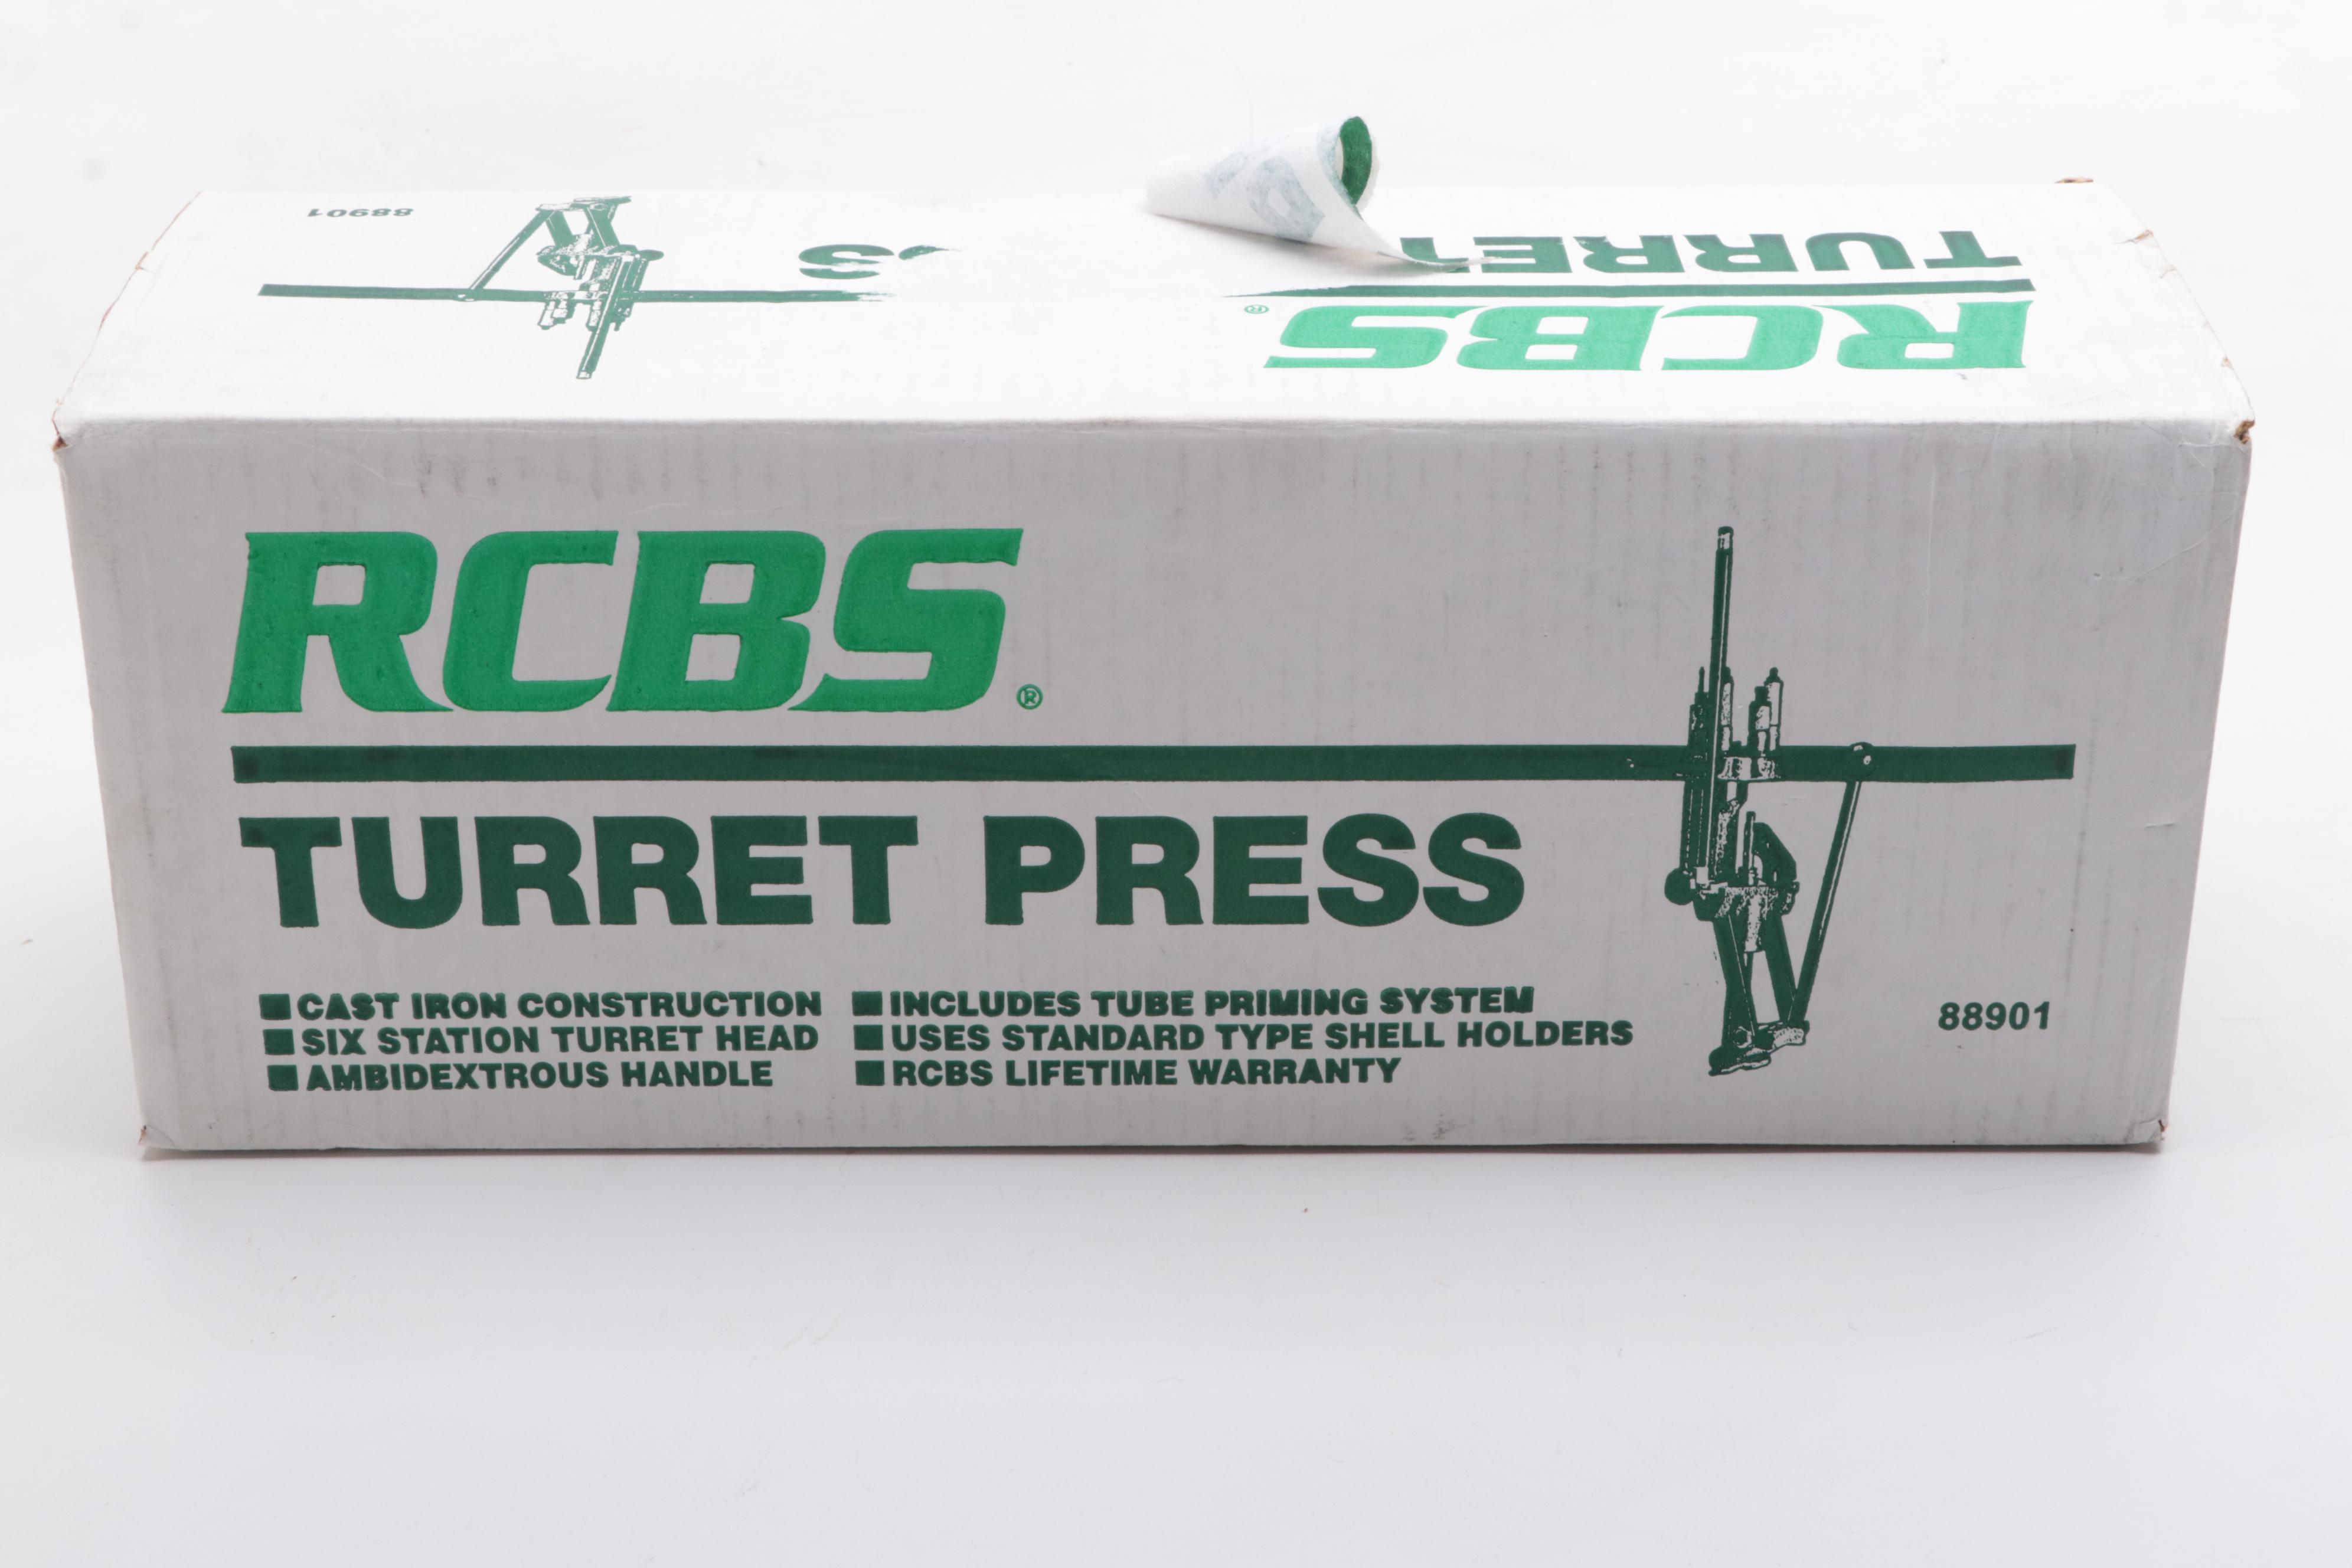 88901
TURRET
RCBS®
RCBS®
TURRET PRESS
■ CAST IRON CONSTRUCTION
■ SIX STATION TURRET HEAD
■ AMBIDEXTROUS HANDLE
■ INCLUDES TUBE PRIMING SYSTEM
■ USES STANDARD TYPE SHELL HOLDERS
■ RCBS LIFETIME WARRANTY
88901